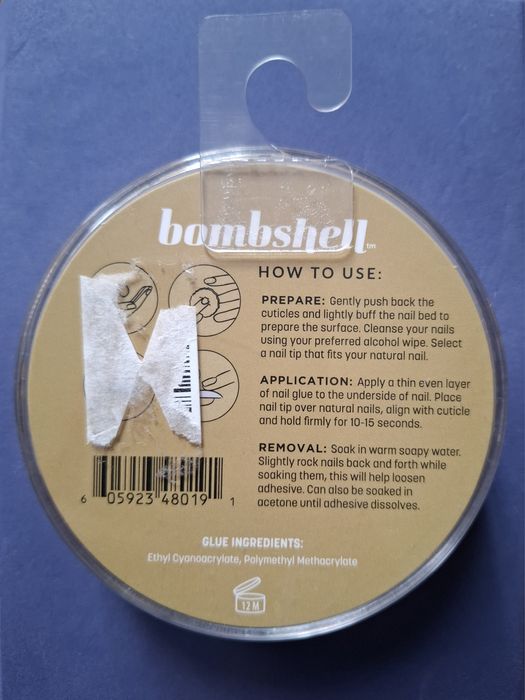 bombshell™
HOW TO USE:
PREPARE: Gently push back the
cuticles and lightly buff the nail bed to
prepare the surface. Cleanse your nails
using your preferred alcohol wipe. Select
a nail tip that fits your natural nail.
APPLICATION: Apply a thin even layer
of nail glue to the underside of nail. Place
nail tip over natural nails, align with cuticle
and hold firmly for 10-15 seconds.
REMOVAL: Soak in warm soapy water.
Slightly rock nails back and forth while
soaking them, this will help loosen
adhesive. Can also be soaked in
acetone until adhesive dissolves.
6 05923 48019 1
GLUE INGREDIENTS:
Ethyl Cyanoacrylate, Polymethyl Methacrylate
12 M